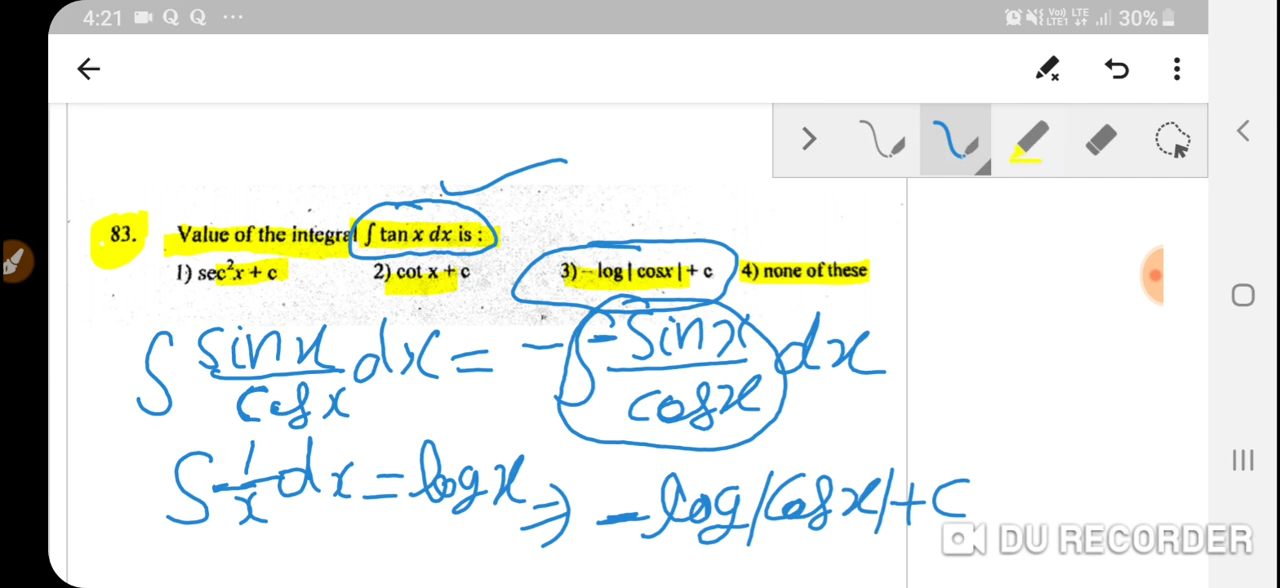 4:21 Q Q ... Vo) LTE LTE1 30%
83. Value of the integral ∫ tan x dx is :
1) sec²x + c 2) cot x + c 3) – log | cosx | + c 4) none of these
∫ sinx/cosx dx = - ∫ -sinx/cosx dx
∫ 1/x dx = log x ⇒ - log |cosx| + c
DU RECORDER